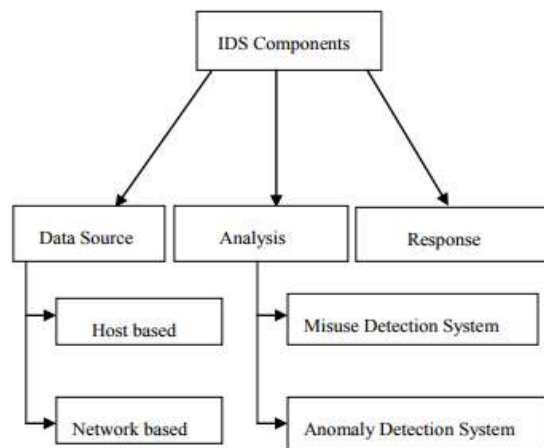 IDS Components
Data Source
Analysis
Response
Host based
Misuse Detection System
Network based
Anomaly Detection System